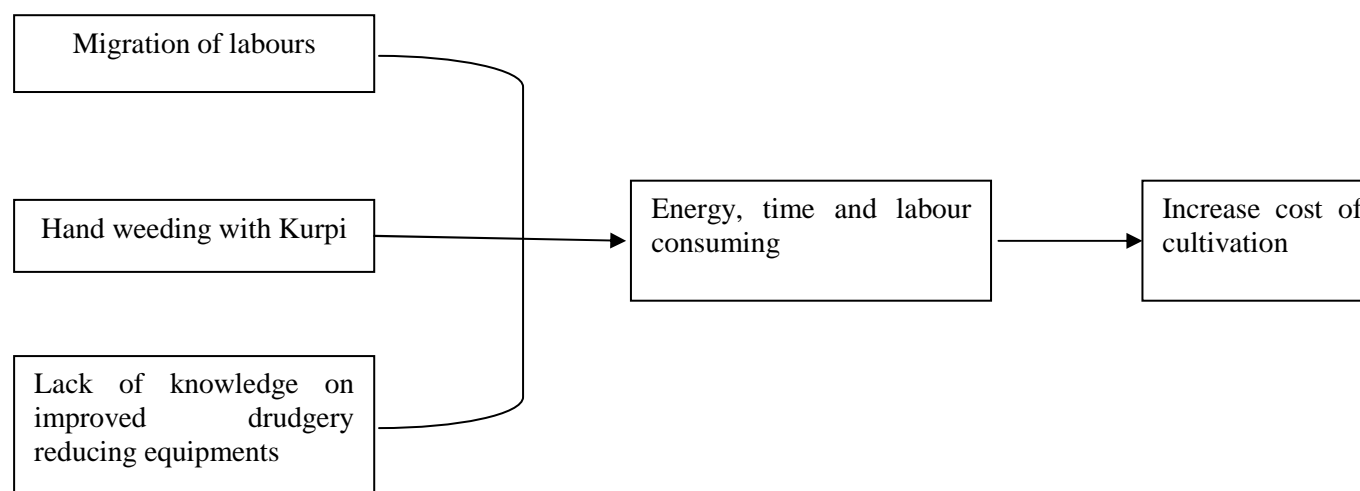 Migration of labours
Hand weeding with Kurpi
Lack of knowledge on
improved drudgery
reducing equipments
Energy, time and labour
consuming
Increase cost of
cultivation